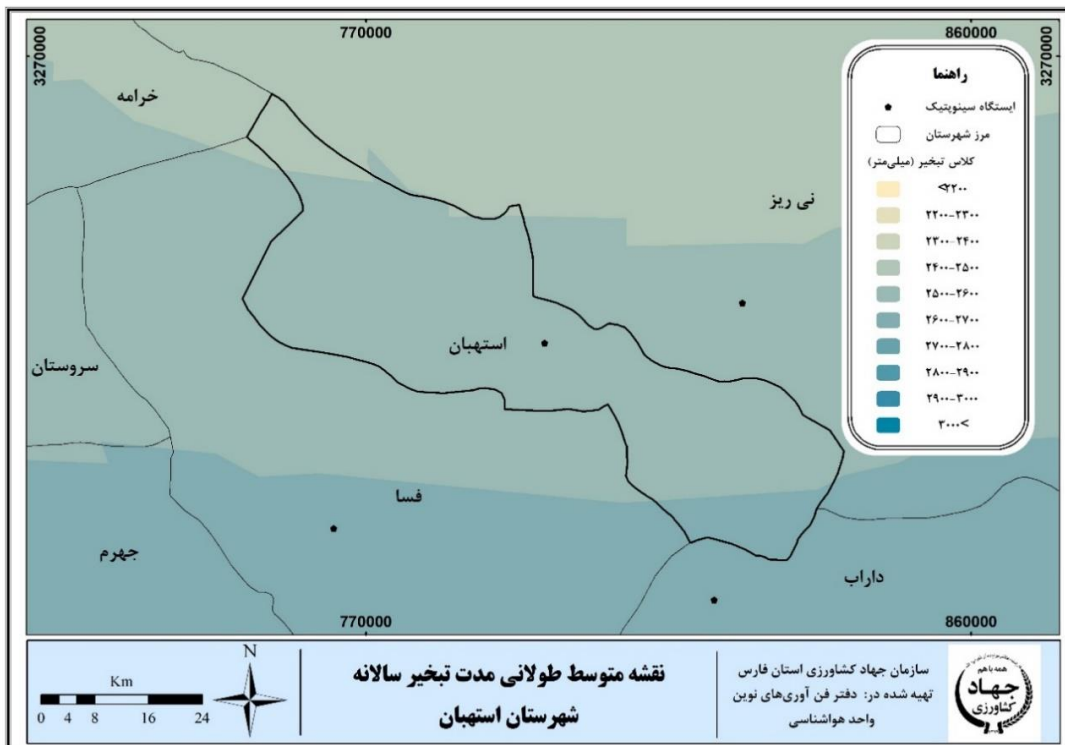 770000
860000
3270000
3270000
خرامه
نی ریز
استهبان
سروستان
فسا
جهرم
داراب
راهنما
ایستگاه سینوپتیک
مرز شهرستان
کلاس تبخیر (میلی‌متر)
<۲۲۰۰
۲۲۰۰-۲۳۰۰
۲۳۰۰-۲۴۰۰
۲۴۰۰-۲۵۰۰
۲۵۰۰-۲۶۰۰
۲۶۰۰-۲۷۰۰
۲۷۰۰-۲۸۰۰
۲۸۰۰-۲۹۰۰
۲۹۰۰-۳۰۰۰
۳۰۰۰>
770000
860000
همه با هم
جهاد
کشاورزی
سازمان جهاد کشاورزی استان فارس
تهیه شده در: دفتر فن آوری‌های نوین
واحد هواشناسی
نقشه متوسط طولانی مدت تبخیر سالانه
شهرستان استهبان
N
Km
0 4 8 16 24